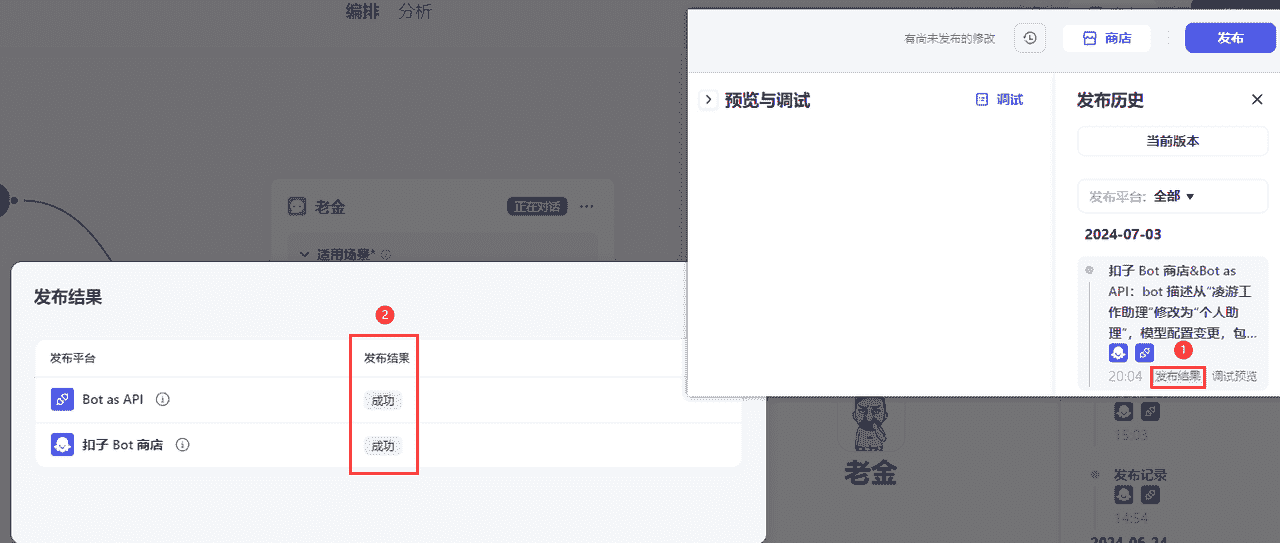 编排 分析
有尚未发布的修改
商店
发布
预览与调试
调试
发布历史
当前版本
发布平台: 全部
2024-07-03
扣子 Bot 商店&Bot as
API：bot 描述从“凌游工
作助理”修改为“个人助
理”，模型配置变更，包...
1
20:04 发布结果 调试预览
15:03
发布记录
14:54
2024-06-24
老金
正在对话
适用场景*
发布结果
2
发布平台 发布结果
Bot as API 成功
扣子 Bot 商店 成功
老金